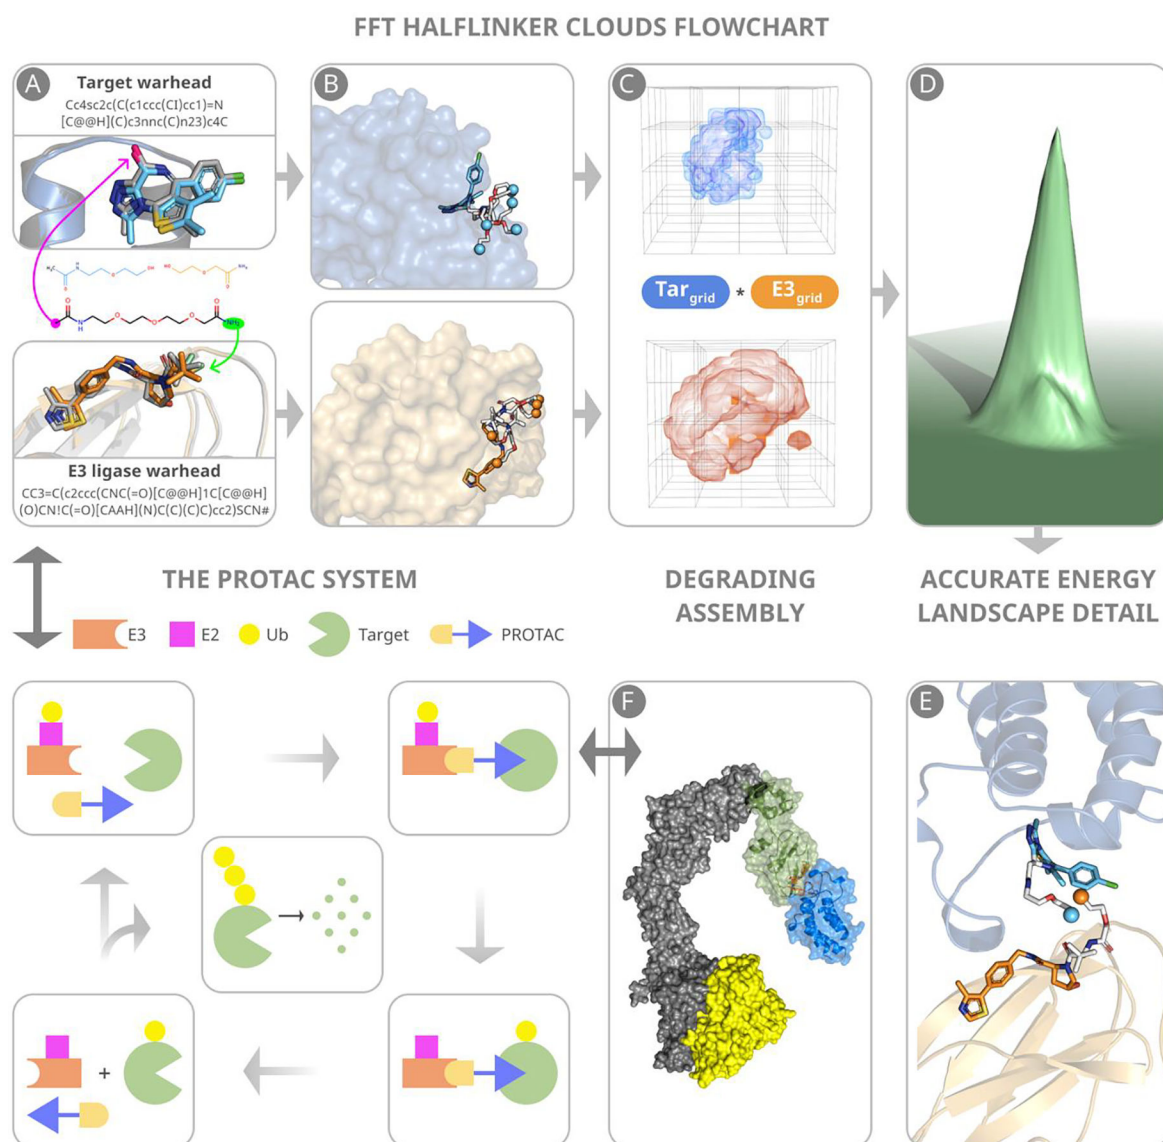 FFT HALFLINKER CLOUDS FLOWCHART
A
Target warhead
Cc4sc2c(C(c1ccc(CI)cc1)=N
[C@@H](C)c3nnc(C)n23)c4C
B
C
D
Tar grid * E3 grid
E3 ligase warhead
CC3=C(c2ccc(CNC(=O)[C@@H]1C[C@@H]
(O)CN!C(=O)[CAAH](N)C(C)(C)C)cc2)SCN#
THE PROTAC SYSTEM
E3
E2
Ub
Target
PROTAC
DEGRADING
ASSEMBLY
ACCURATE ENERGY
LANDSCAPE DETAIL
F
E
+